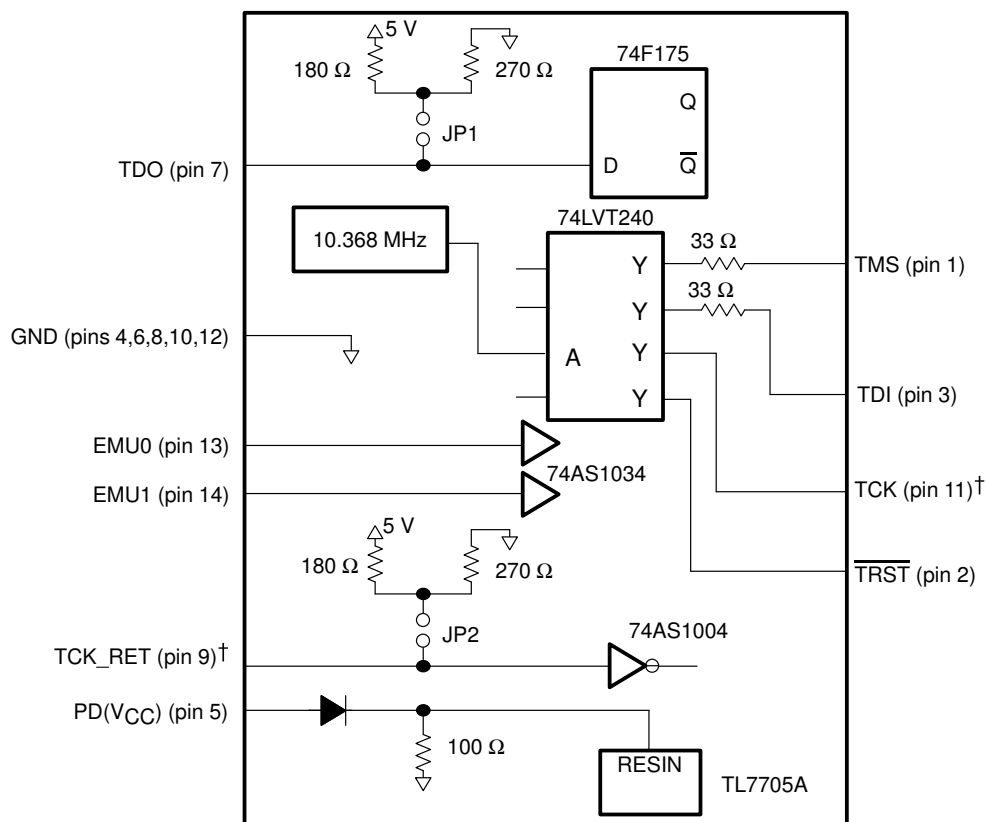 5 V
180 Ω
270 Ω
JP1
74F175
Q
D
Q̅
TDO (pin 7)
74LVT240
10.368 MHz
Y
33 Ω
TMS (pin 1)
Y
33 Ω
GND (pins 4,6,8,10,12)
A
Y
Y
TDI (pin 3)
EMU0 (pin 13)
74AS1034
EMU1 (pin 14)
TCK (pin 11)†
5 V
180 Ω
270 Ω
T̅R̅S̅T̅ (pin 2)
JP2
74AS1004
TCK_RET (pin 9)†
PD(VCC) (pin 5)
100 Ω
RESIN
TL7705A